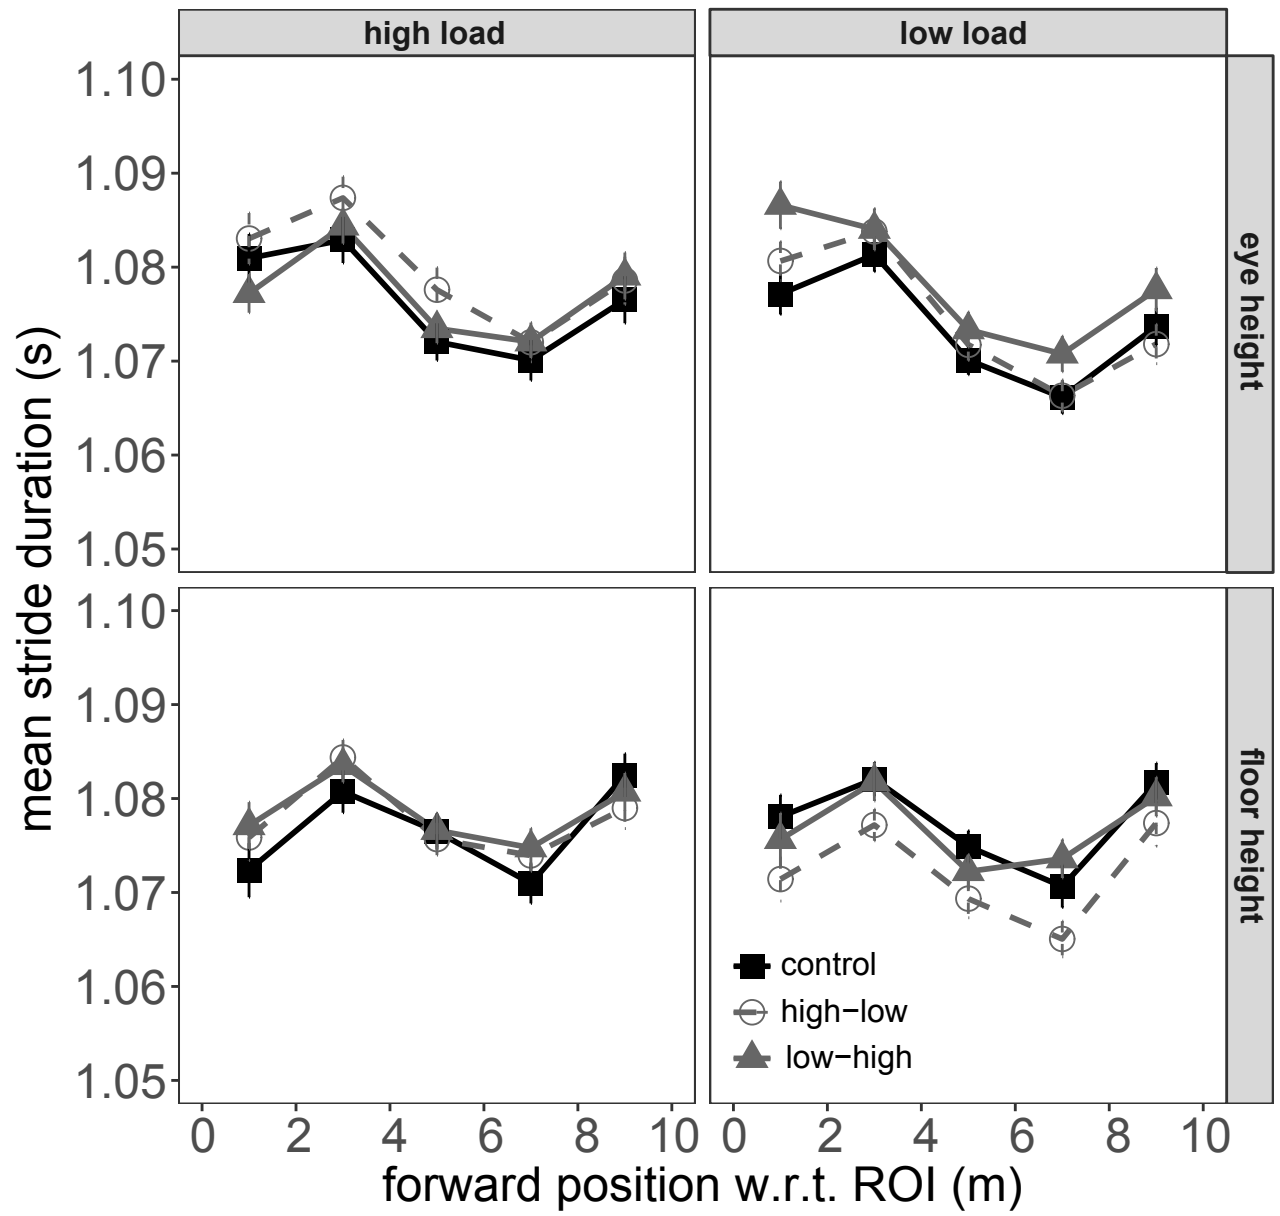 high load
low load
1.10
1.09
1.08
1.07
1.06
1.05
eye height
mean stride duration (s)
1.10
1.09
1.08
1.07
1.06
1.05
floor height
control
high−low
low−high
0 2 4 6 8 10
0 2 4 6 8 10
forward position w.r.t. ROI (m)